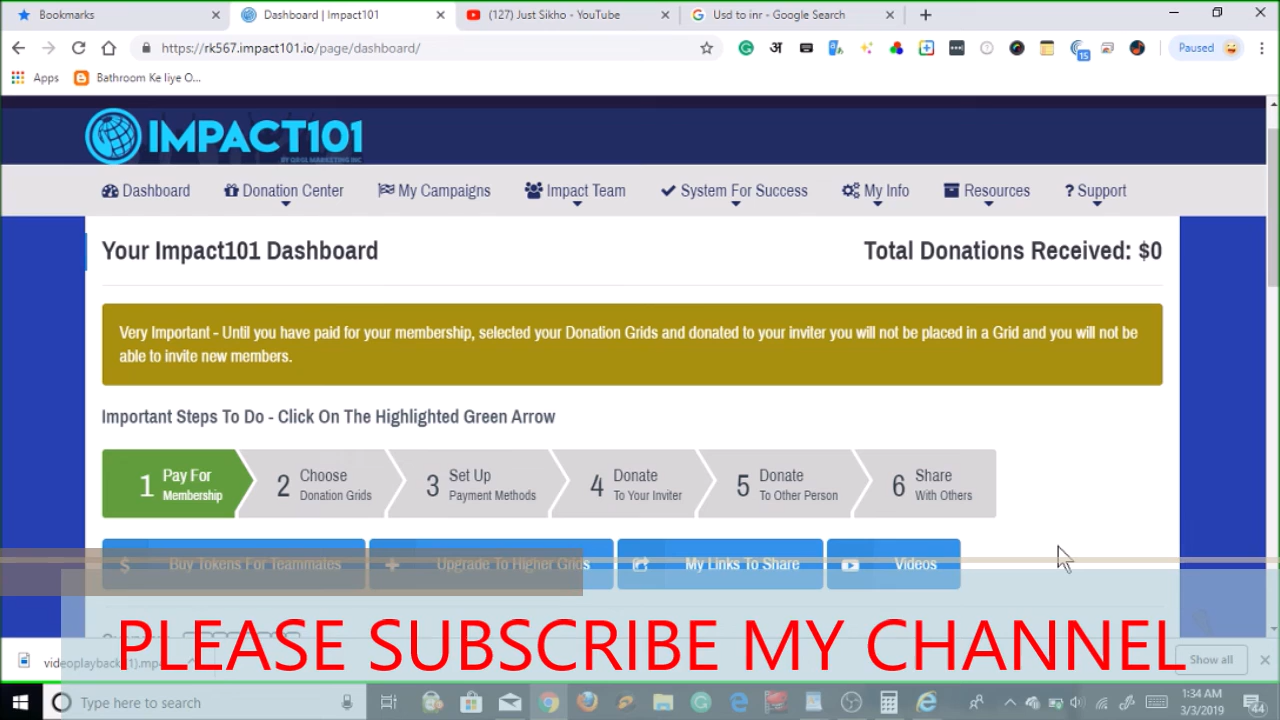 Bookmarks
Dashboard | Impact101
(127) Just Sikho - YouTube
Usd to inr - Google Search
https://rk567.impact101.io/page/dashboard/
अ
15
Paused
Apps
Bathroom Ke liye O...
IMPACT101
Dashboard
Donation Center
My Campaigns
Impact Team
System For Success
My Info
Resources
? Support
Your Impact101 Dashboard
Total Donations Received: $0
Very Important - Until you have paid for your membership, selected your Donation Grids and donated to your inviter you will not be placed in a Grid and you will not be
able to invite new members.
Important Steps To Do - Click On The Highlighted Green Arrow
1 Pay For Membership
2 Choose Donation Grids
3 Set Up Payment Methods
4 Donate To Your Inviter
5 Donate To Other Person
6 Share With Others
$ Buy Tokens For Teammates
+ Upgrade To Higher Grids
My Links To Share
Videos
PLEASE SUBSCRIBE MY CHANNEL
videoplayback (1).mp
Show all
Type here to search
1:34 AM
3/3/2019
44